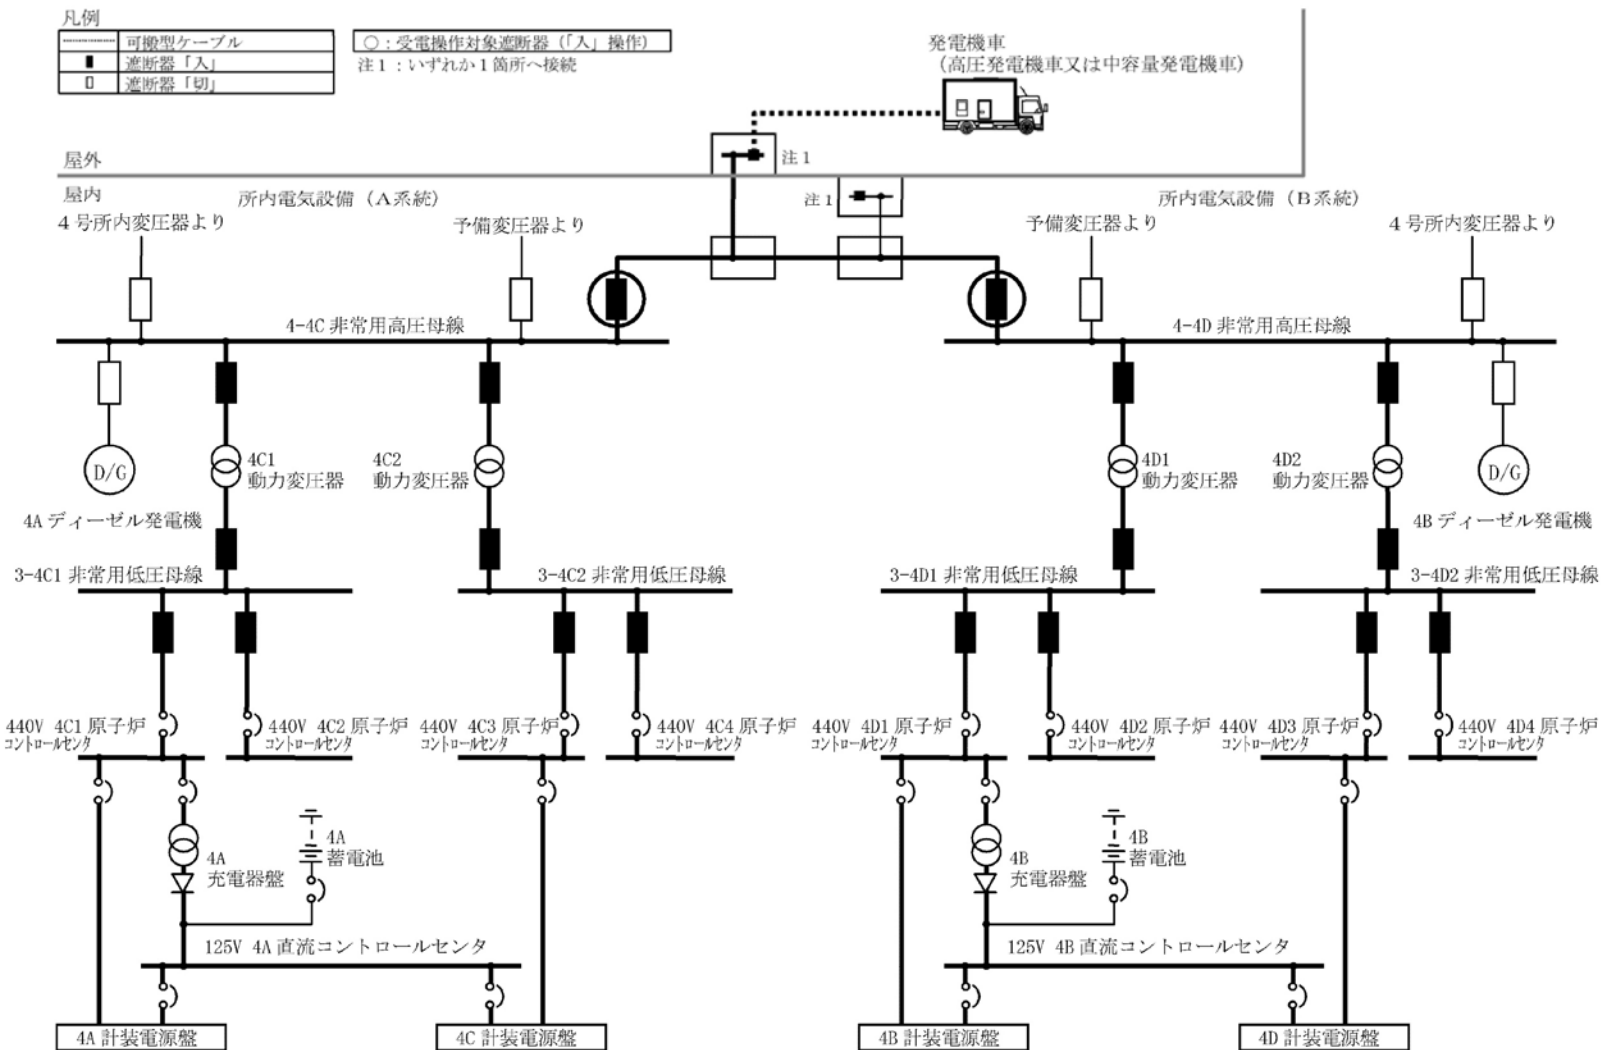 凡例
可搬型ケーブル
遮断器「入」
遮断器「切」
○：受電操作対象遮断器（「入」操作）
注１：いずれか１箇所へ接続
発電機車
（高圧発電機車又は中容量発電機車）
注１
屋外
屋内
注１
所内電気設備（A系統）
所内電気設備（B系統）
４号所内変圧器より
予備変圧器より
予備変圧器より
４号所内変圧器より
4-4C 非常用高圧母線
4-4D 非常用高圧母線
D/G
4C1
動力変圧器
4C2
動力変圧器
4D1
動力変圧器
4D2
動力変圧器
D/G
4A ディーゼル発電機
4B ディーゼル発電機
3-4C1 非常用低圧母線
3-4C2 非常用低圧母線
3-4D1 非常用低圧母線
3-4D2 非常用低圧母線
440V 4C1 原子炉
コントロールセンタ
440V 4C2 原子炉
コントロールセンタ
440V 4C3 原子炉
コントロールセンタ
440V 4C4 原子炉
コントロールセンタ
440V 4D1 原子炉
コントロールセンタ
440V 4D2 原子炉
コントロールセンタ
440V 4D3 原子炉
コントロールセンタ
440V 4D4 原子炉
コントロールセンタ
4A
充電器盤
4A
蓄電池
4B
充電器盤
4B
蓄電池
125V 4A 直流コントロールセンタ
125V 4B 直流コントロールセンタ
4A 計装電源盤
4C 計装電源盤
4B 計装電源盤
4D 計装電源盤